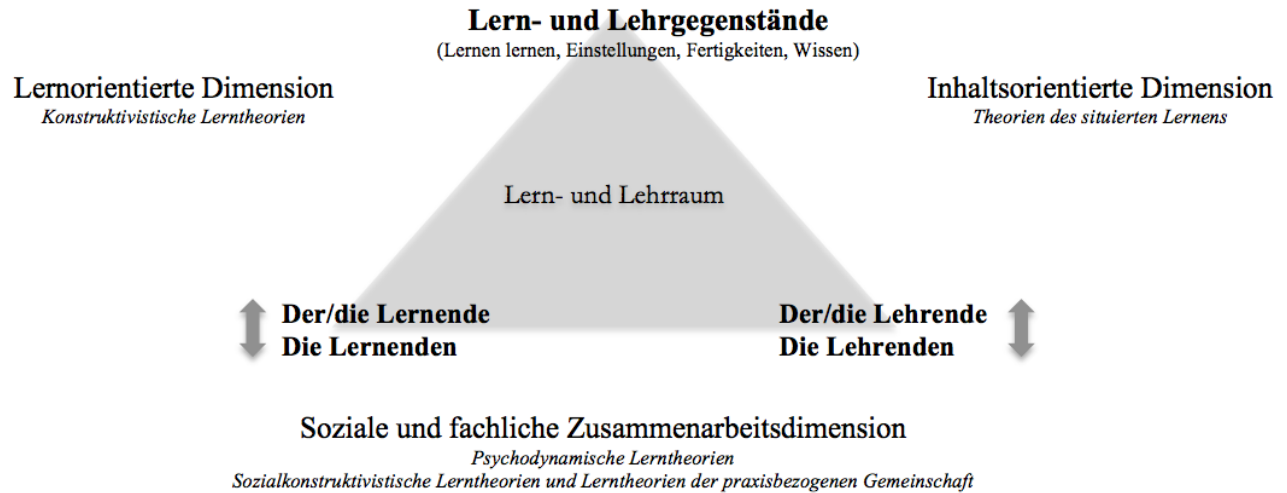 Lern- und Lehrgegenstände
(Lernen lernen, Einstellungen, Fertigkeiten, Wissen)
Lernorientierte Dimension
Konstruktivistische Lerntheorien
Inhaltsorientierte Dimension
Theorien des situierten Lernens
Lern- und Lehrraum
Der/die Lernende
Die Lernenden
Der/die Lehrende
Die Lehrenden
Soziale und fachliche Zusammenarbeitsdimension
Psychodynamische Lerntheorien
Sozialkonstruktivistische Lerntheorien und Lerntheorien der praxisbezogenen Gemeinschaft